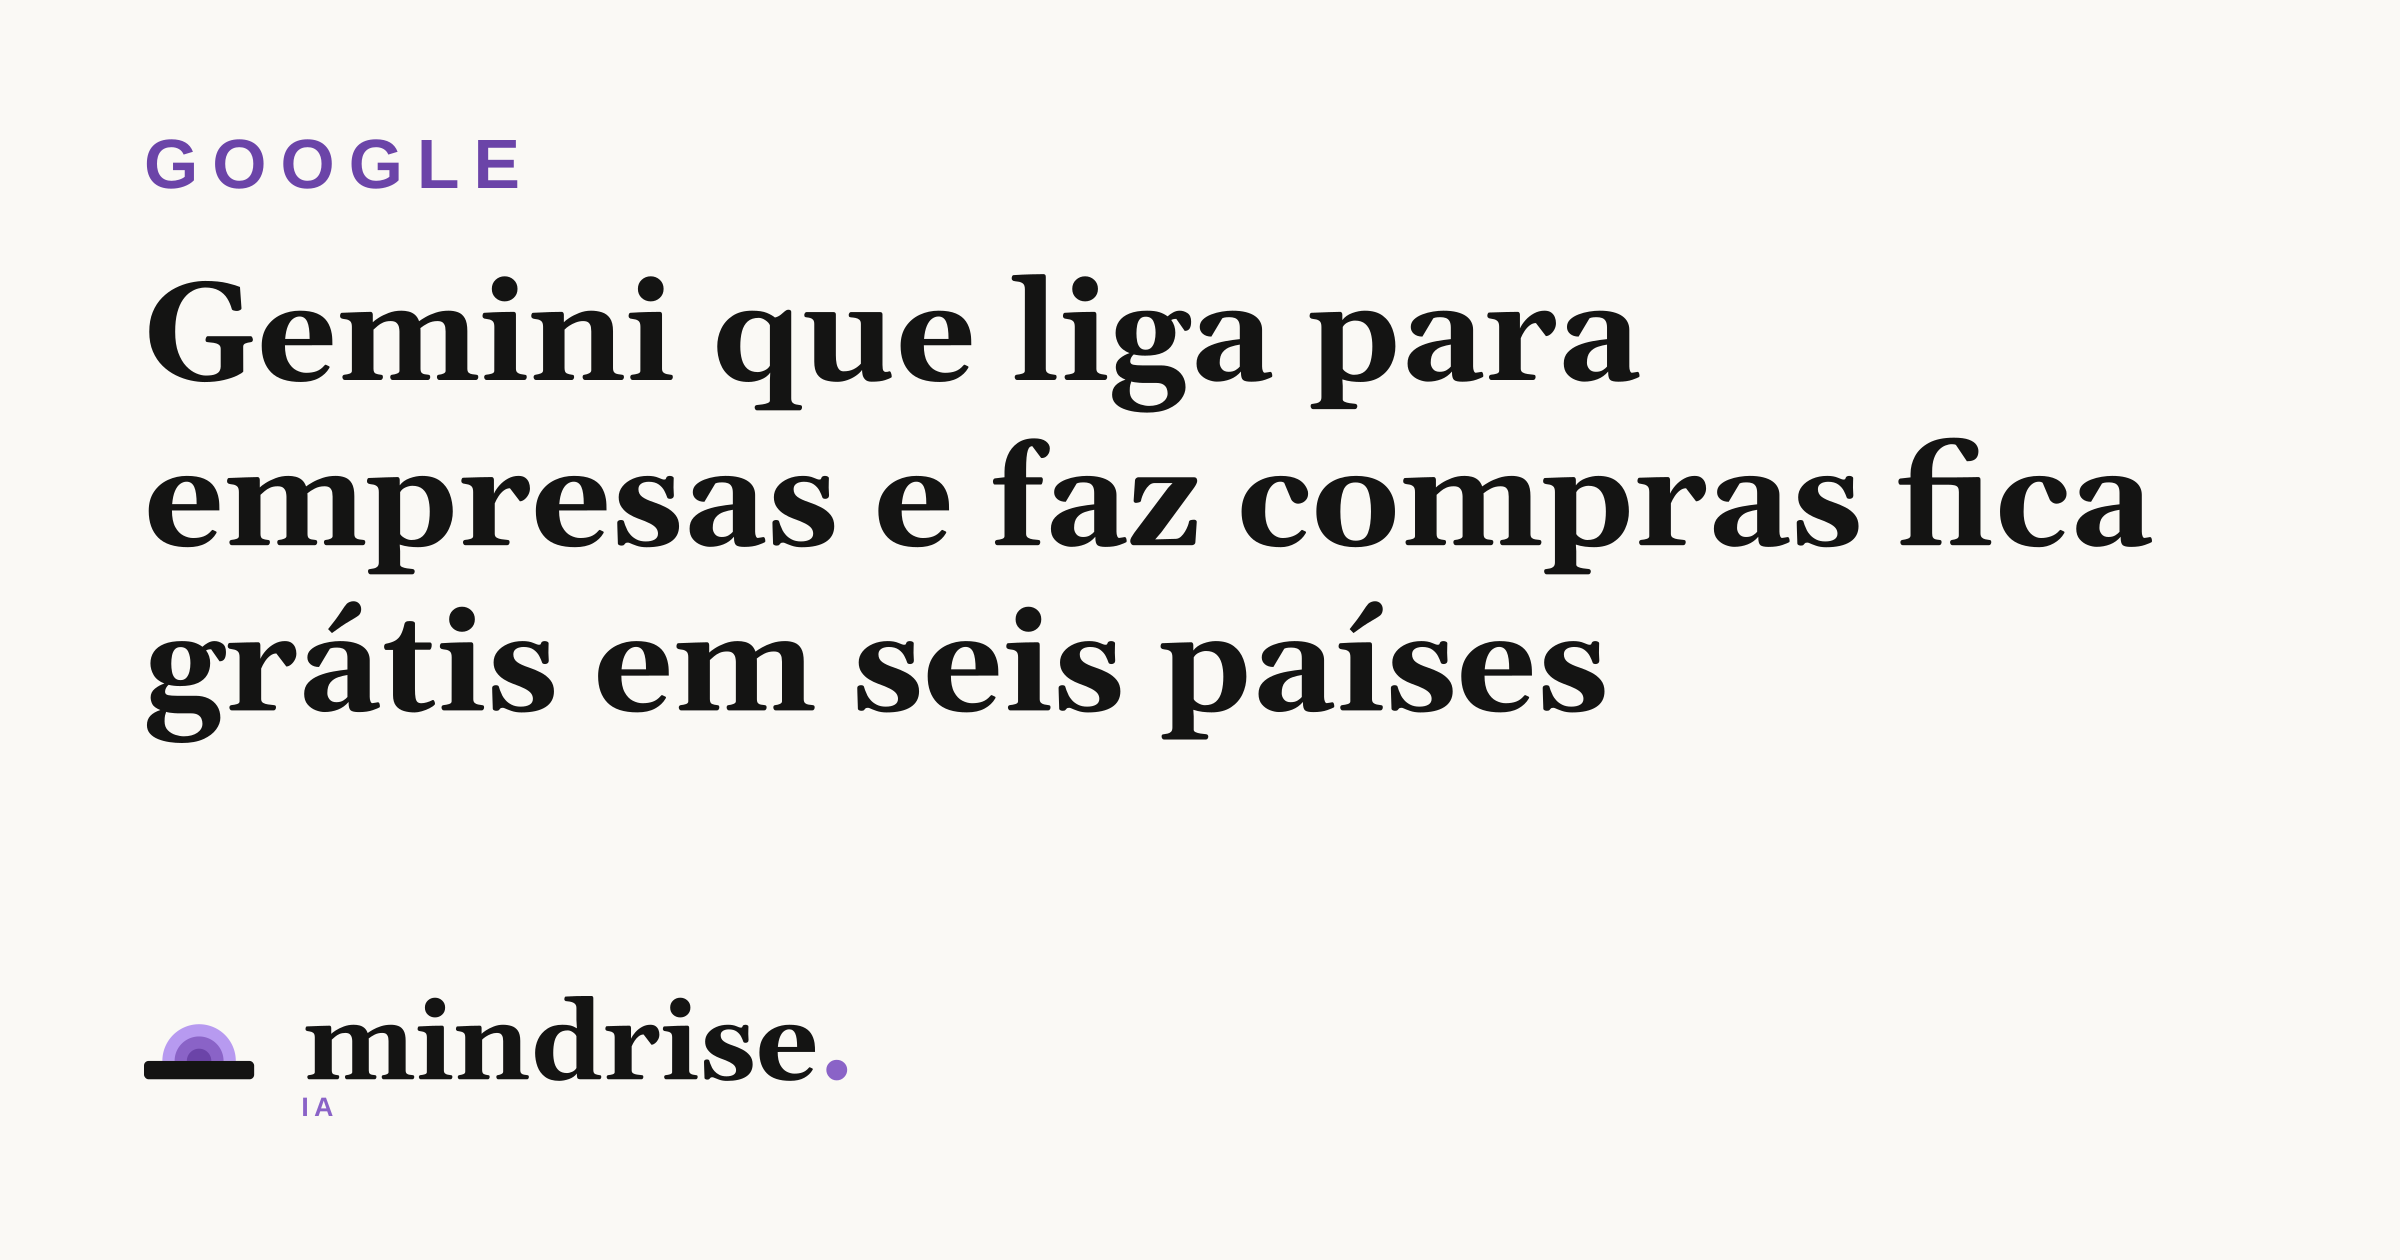 GOOGLE
Gemini que liga para
empresas e faz compras fica
grátis em seis países
mindrise.
IA